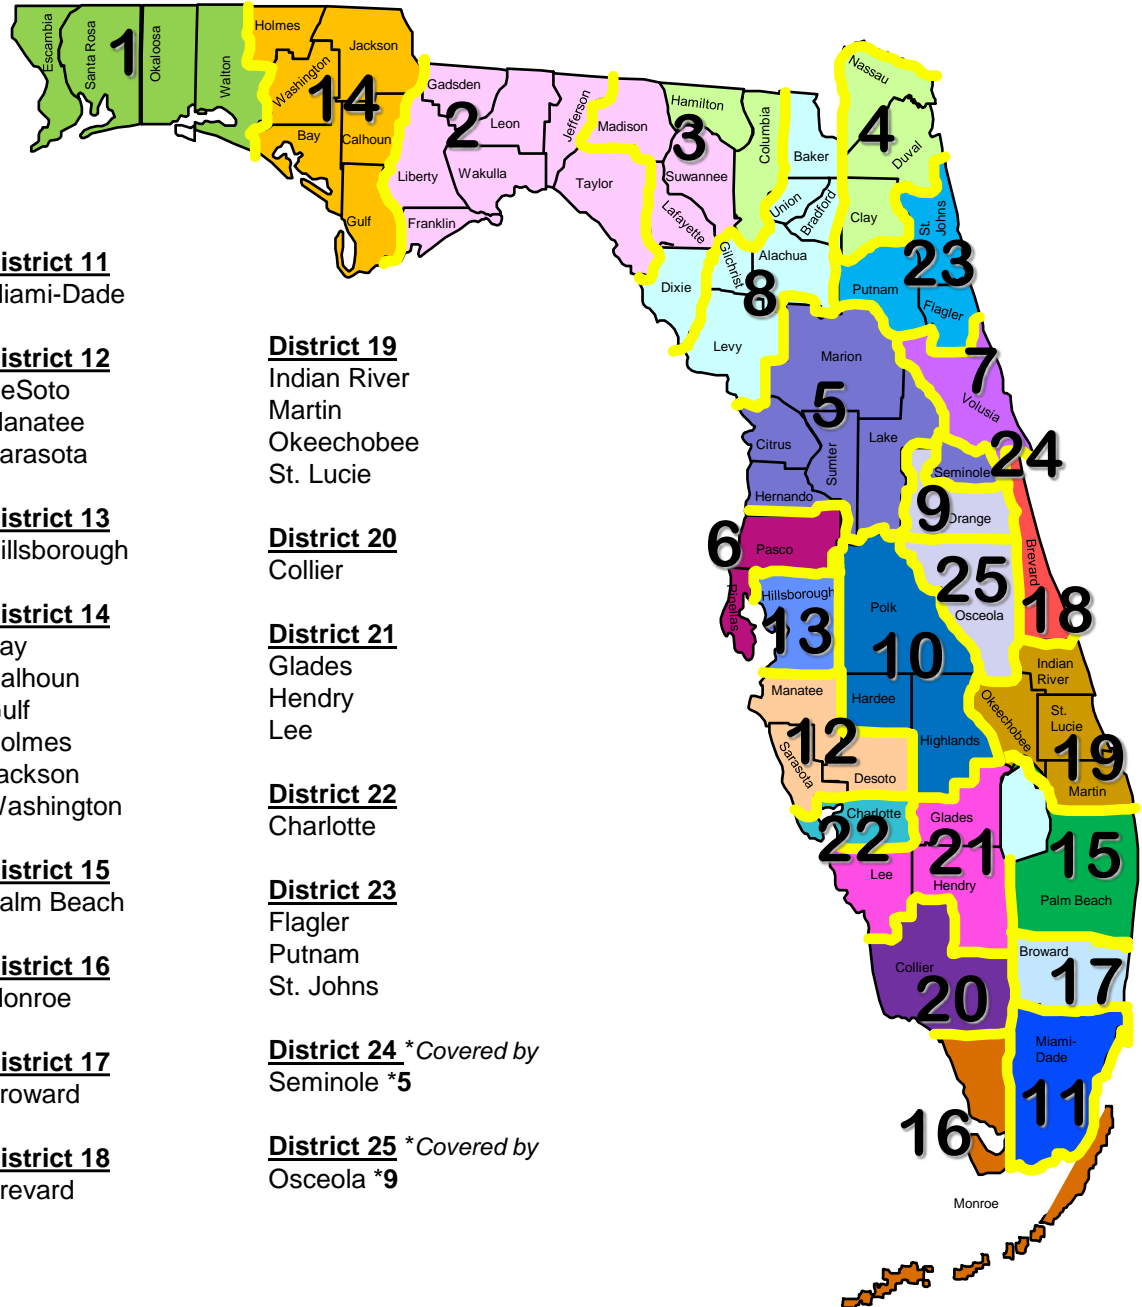 istrict 11
iami-Dade
istrict 12
eSoto
anatee
arasota
istrict 13
illsborough
istrict 14
ay
alhoun
ulf
olmes
ackson
ashington
istrict 15
alm Beach
istrict 16
onroe
istrict 17
roward
istrict 18
revard
District 19
Indian River
Martin
Okeechobee
St. Lucie
District 20
Collier
District 21
Glades
Hendry
Lee
District 22
Charlotte
District 23
Flagler
Putnam
St. Johns
District 24 *Covered by
Seminole *5
District 25 *Covered by
Osceola *9
Escambia
Santa Rosa
1
Okaloosa
Walton
Holmes
Jackson
Washington
14
Bay
Calhoun
Gulf
Gadsden
2
Leon
Jefferson
Liberty
Wakulla
Franklin
Madison
Taylor
Hamilton
3
Suwannee
Lafayette
Columbia
Baker
Union
Bradford
Nassau
4
Duval
Clay
St.
Johns
23
Putnam
Flagler
Gilchrist
Alachua
8
Dixie
Levy
Marion
5
7
Volusia
Citrus
Sumter
Lake
Hernando
24
Seminole
9
Orange
6
Pasco
Pinellas
Hillsborough
13
Polk
10
25
Osceola
Brevard
18
Manatee
12
Sarasota
Hardee
Desoto
Highlands
Okeechobee
Indian
River
St.
Lucie
19
Martin
Charlotte
22
Glades
21
Lee
Hendry
15
Palm Beach
Collier
20
Broward
17
Miami-
Dade
11
16
Monroe